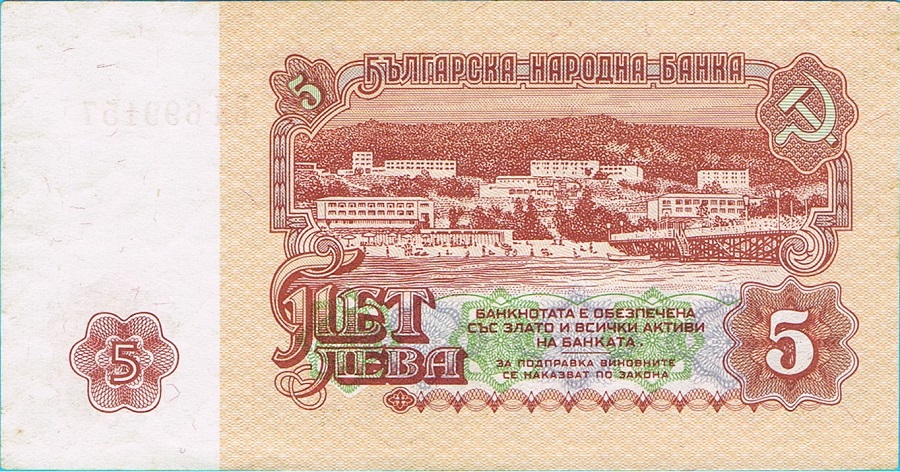 5 БЪЛГАРСКА НАРОДНА БАНКА
ПЕТ
ЛЕВА
БАНКНОТАТА Е ОБЕЗПЕЧЕНА
СЪС ЗЛАТО И ВСИЧКИ АКТИВИ
НА БАНКАТА.
ЗА ПОДПРАВКА ВИНОВНИТЕ
СЕ НАКАЗВАТ ПО ЗАКОНА
5
5